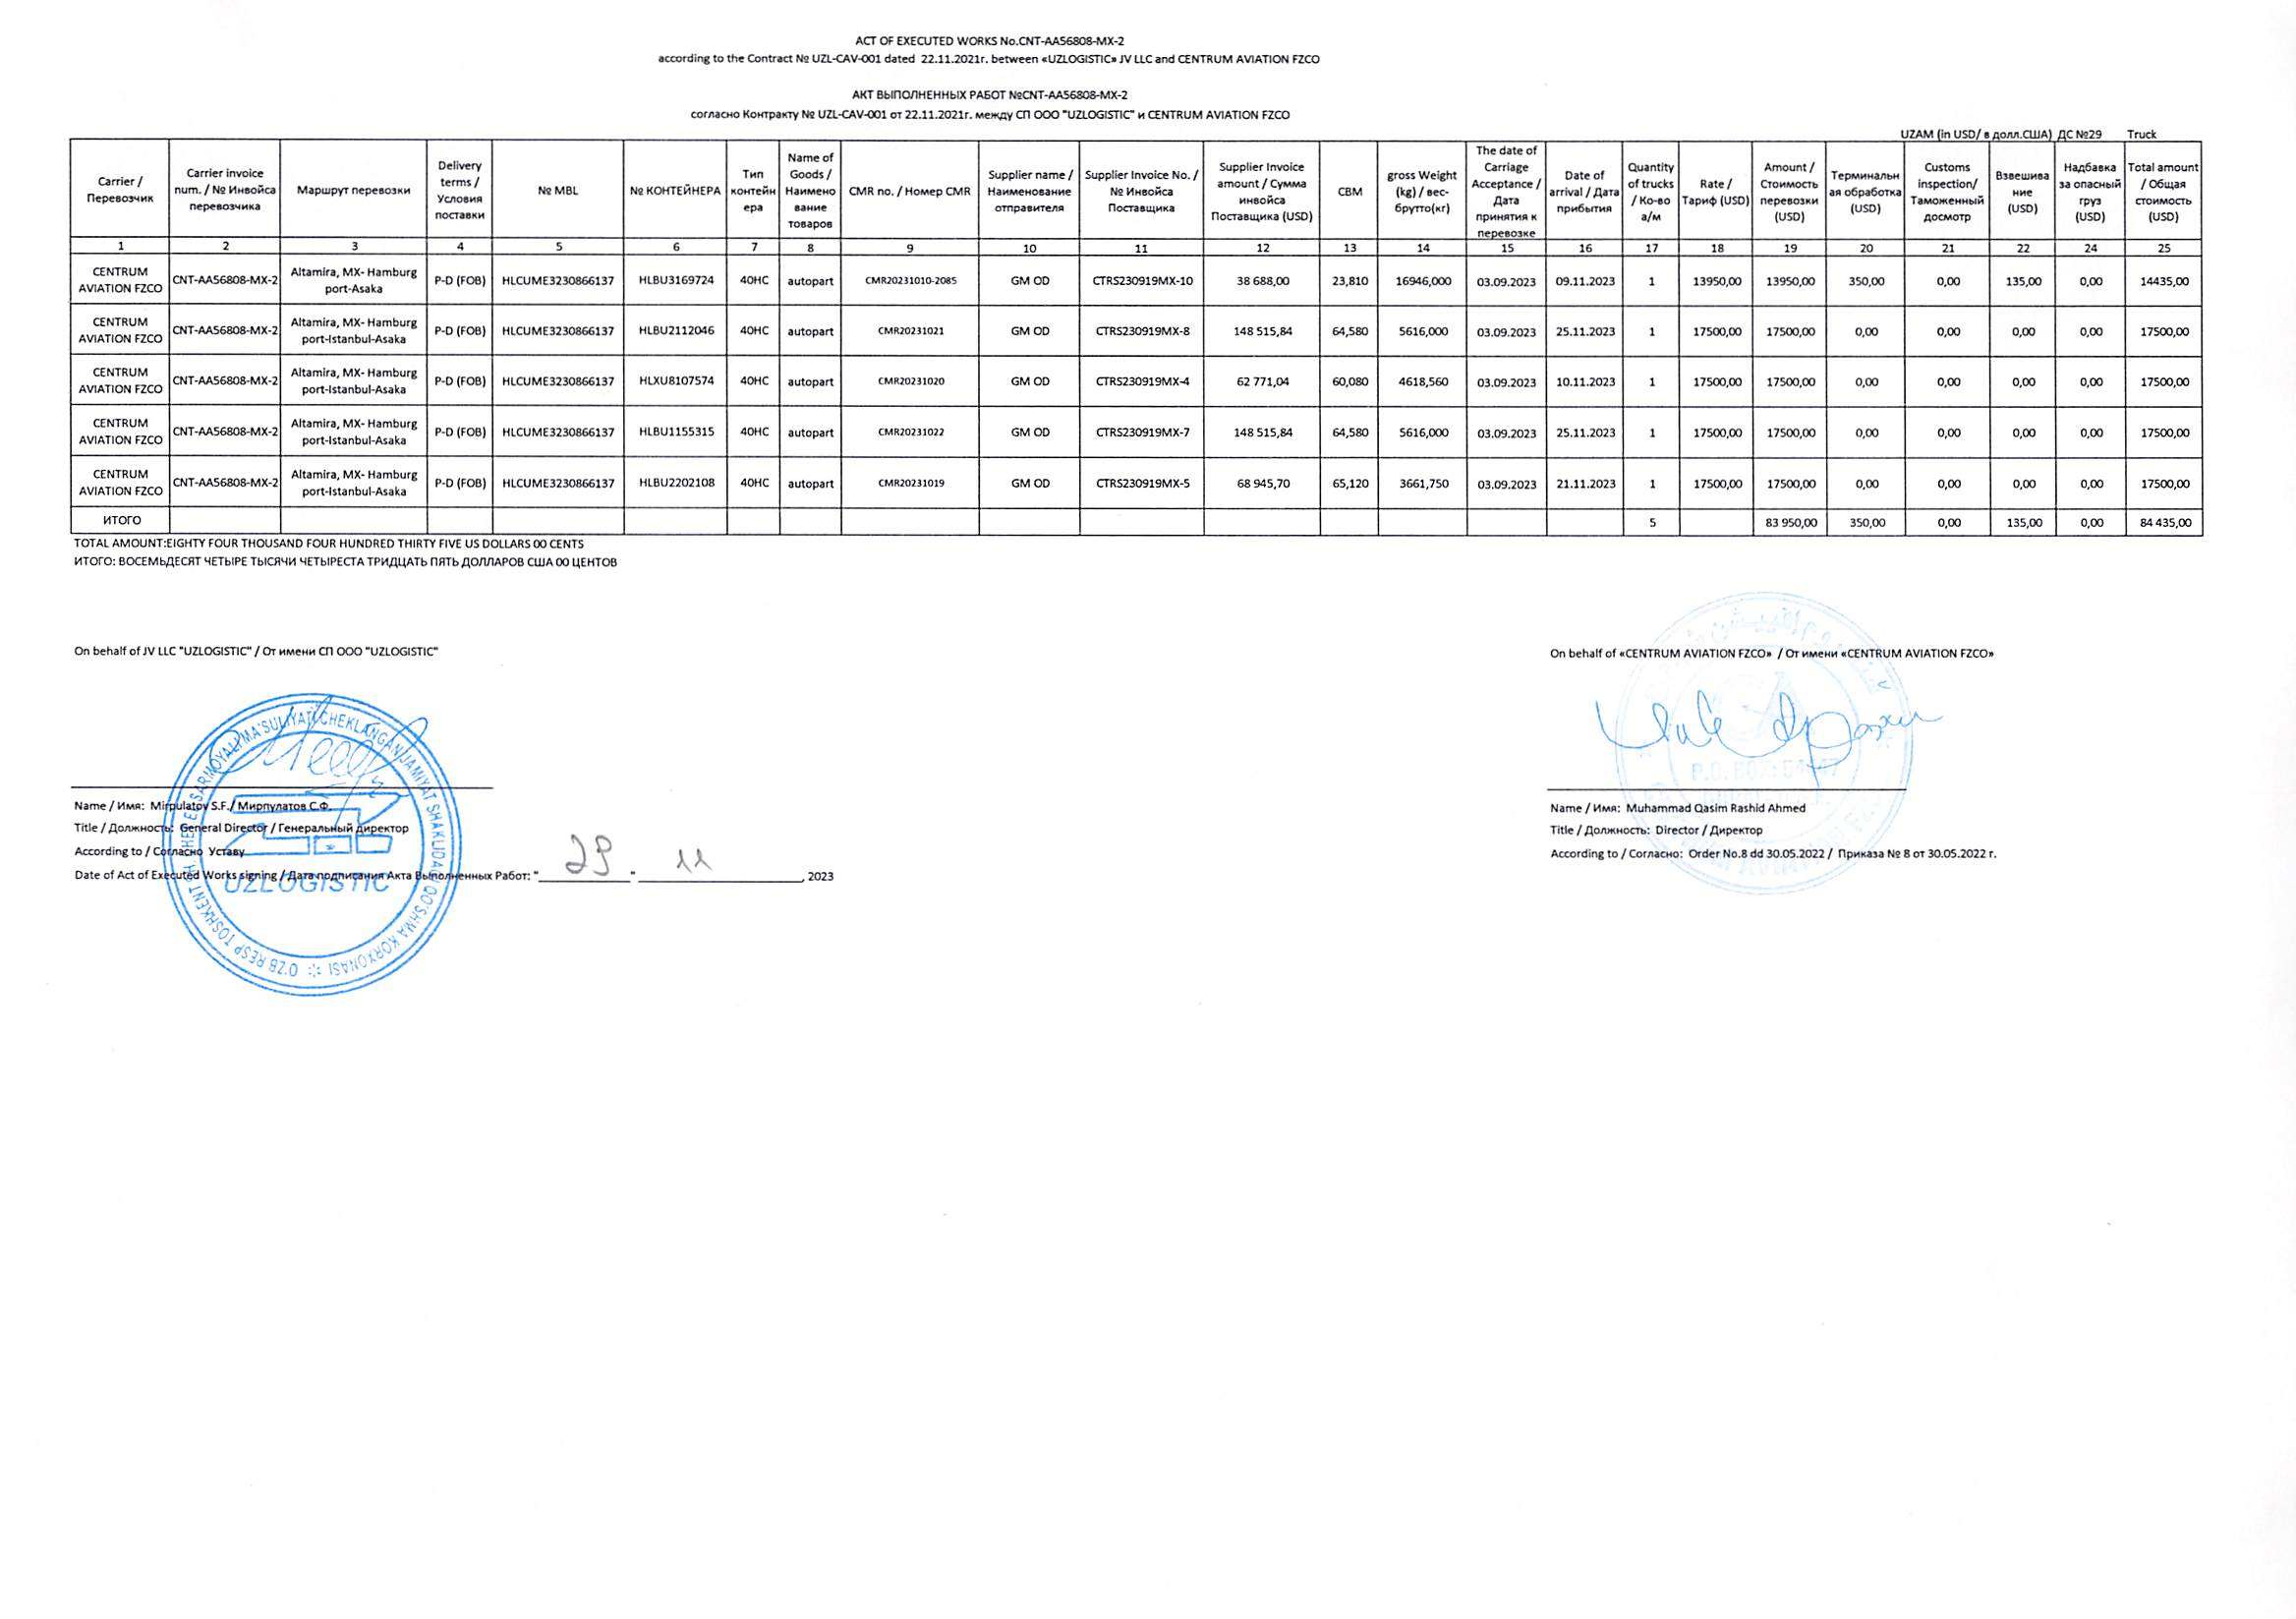 ACT OF EXECUTED WORKS No.CNT-AA56808-MX-2
according to the Contract № UZL-CAV-001 dated 22.11.2021г. between «UZLOGISTIC» JV LLC and CENTRUM AVIATION FZCO
АКТ ВЫПОЛНЕННЫХ РАБОТ №CNT-AA56808-MX-2
согласно Контракту № UZL-CAV-001 от 22.11.2021г. между СП ООО "UZLOGISTIC" и CENTRUM AVIATION FZCO
UZAM (in USD/ в долл.США) ДС №29 Truck
Carrier / Перевозчик | Carrier invoice num. / № Инвойса перевозчика | Маршрут перевозки | Delivery terms / Условия поставки | № MBL | № КОНТЕЙНЕРА | Тип контейнера | Name of Goods / Наименование товаров | CMR no. / Номер CMR | Supplier name / Наименование отправителя | Supplier Invoice No. / № Инвойса Поставщика | Supplier Invoice amount / Сумма инвойса Поставщика (USD) | CBM | gross Weight (kg) / вес-брутто(кг) | The date of Carriage Acceptance / Дата принятия к перевозке | Date of arrival / Дата прибытия | Quantity of trucks / Ко-во а/м | Rate / Тариф (USD) | Amount / Стоимость перевозки (USD) | Терминальная обработка (USD) | Customs inspection/ Таможенный досмотр | Взвешивание (USD) | Надбавка за опасный груз (USD) | Total amount / Общая стоимость (USD)
1 2 3 4 5 6 7 8 9 10 11 12 13 14 15 16 17 18 19 20 21 22 24 25
CENTRUM AVIATION FZCO CNT-AA56808-MX-2 Altamira, MX- Hamburg port-Asaka P-D (FOB) HLCUME3230866137 HLBU3169724 40HC autopart CMR20231010-2085 GM OD CTRS230919MX-10 38 688,00 23,810 16946,000 03.09.2023 09.11.2023 1 13950,00 13950,00 350,00 0,00 135,00 0,00 14435,00
CENTRUM AVIATION FZCO CNT-AA56808-MX-2 Altamira, MX- Hamburg port-Istanbul-Asaka P-D (FOB) HLCUME3230866137 HLBU2112046 40HC autopart CMR20231021 GM OD CTRS230919MX-8 148 515,84 64,580 5616,000 03.09.2023 25.11.2023 1 17500,00 17500,00 0,00 0,00 0,00 0,00 17500,00
CENTRUM AVIATION FZCO CNT-AA56808-MX-2 Altamira, MX- Hamburg port-Istanbul-Asaka P-D (FOB) HLCUME3230866137 HLXU8107574 40HC autopart CMR20231020 GM OD CTRS230919MX-4 62 771,04 60,080 4618,560 03.09.2023 10.11.2023 1 17500,00 17500,00 0,00 0,00 0,00 0,00 17500,00
CENTRUM AVIATION FZCO CNT-AA56808-MX-2 Altamira, MX- Hamburg port-Istanbul-Asaka P-D (FOB) HLCUME3230866137 HLBU1155315 40HC autopart CMR20231022 GM OD CTRS230919MX-7 148 515,84 64,580 5616,000 03.09.2023 25.11.2023 1 17500,00 17500,00 0,00 0,00 0,00 0,00 17500,00
CENTRUM AVIATION FZCO CNT-AA56808-MX-2 Altamira, MX- Hamburg port-Istanbul-Asaka P-D (FOB) HLCUME3230866137 HLBU2202108 40HC autopart CMR20231019 GM OD CTRS230919MX-5 68 945,70 65,120 3661,750 03.09.2023 21.11.2023 1 17500,00 17500,00 0,00 0,00 0,00 0,00 17500,00
ИТОГО 5 83 950,00 350,00 0,00 135,00 0,00 84 435,00
TOTAL AMOUNT:EIGHTY FOUR THOUSAND FOUR HUNDRED THIRTY FIVE US DOLLARS 00 CENTS
ИТОГО: ВОСЕМЬДЕСЯТ ЧЕТЫРЕ ТЫСЯЧИ ЧЕТЫРЕСТА ТРИДЦАТЬ ПЯТЬ ДОЛЛАРОВ США 00 ЦЕНТОВ
On behalf of JV LLC "UZLOGISTIC" / От имени СП ООО "UZLOGISTIC"
Name / Имя: Mirpulatov S.F./ Мирпулатов С.Ф.
Title / Должность: General Director / Генеральный директор
According to / Согласно Уставу
Date of Act of Executed Works signing / Дата подписания Акта Выполненных Работ: " 29 " 11 , 2023
UZLOGISTIC
MAS'ULIYATI CHEKLANGAN JAMIYAT SHAKLIDAGI QO'SHMA KORXONASI O'ZB RESP TOSHKENT SH.
On behalf of «CENTRUM AVIATION FZCO» / От имени «CENTRUM AVIATION FZCO»
P.O. BOX:
Name / Имя: Muhammad Qasim Rashid Ahmed
Title / Должность: Director / Директор
According to / Согласно: Order No.8 dd 30.05.2022 / Приказа № 8 от 30.05.2022 г.